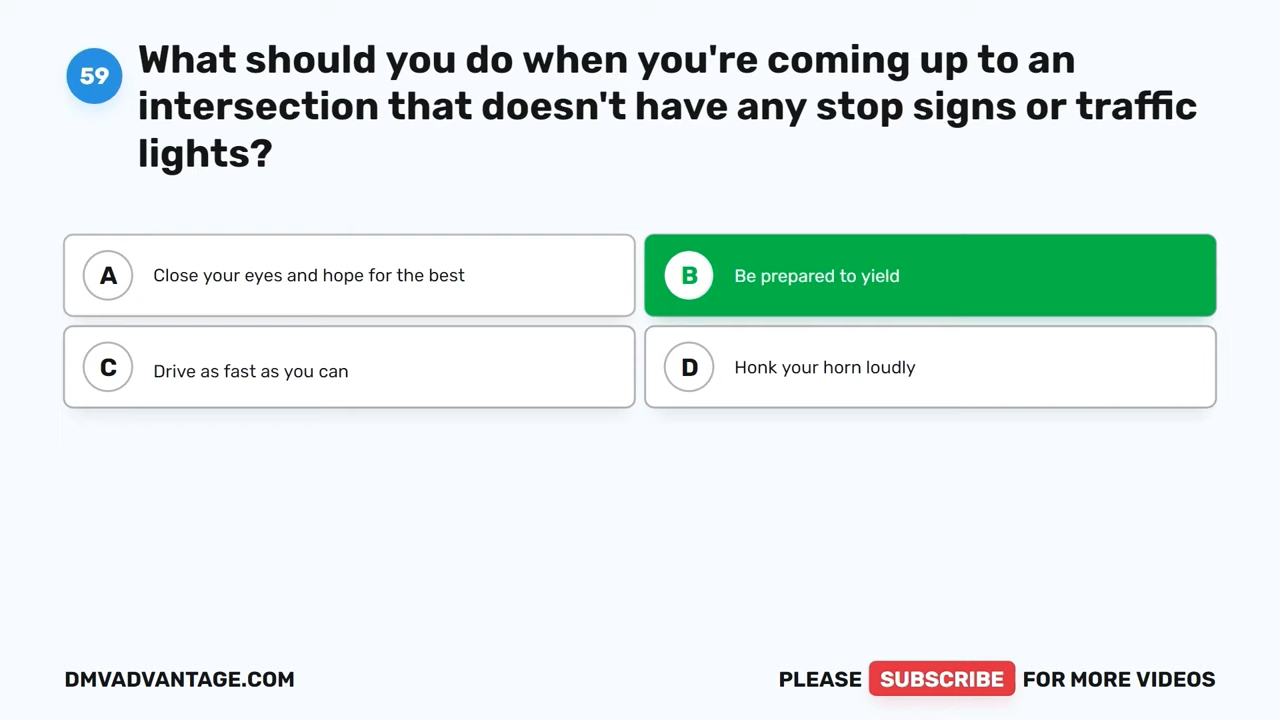 59
What should you do when you're coming up to an
intersection that doesn't have any stop signs or traffic
lights?
A Close your eyes and hope for the best
B Be prepared to yield
C Drive as fast as you can
D Honk your horn loudly
DMVADVANTAGE.COM
PLEASE SUBSCRIBE FOR MORE VIDEOS